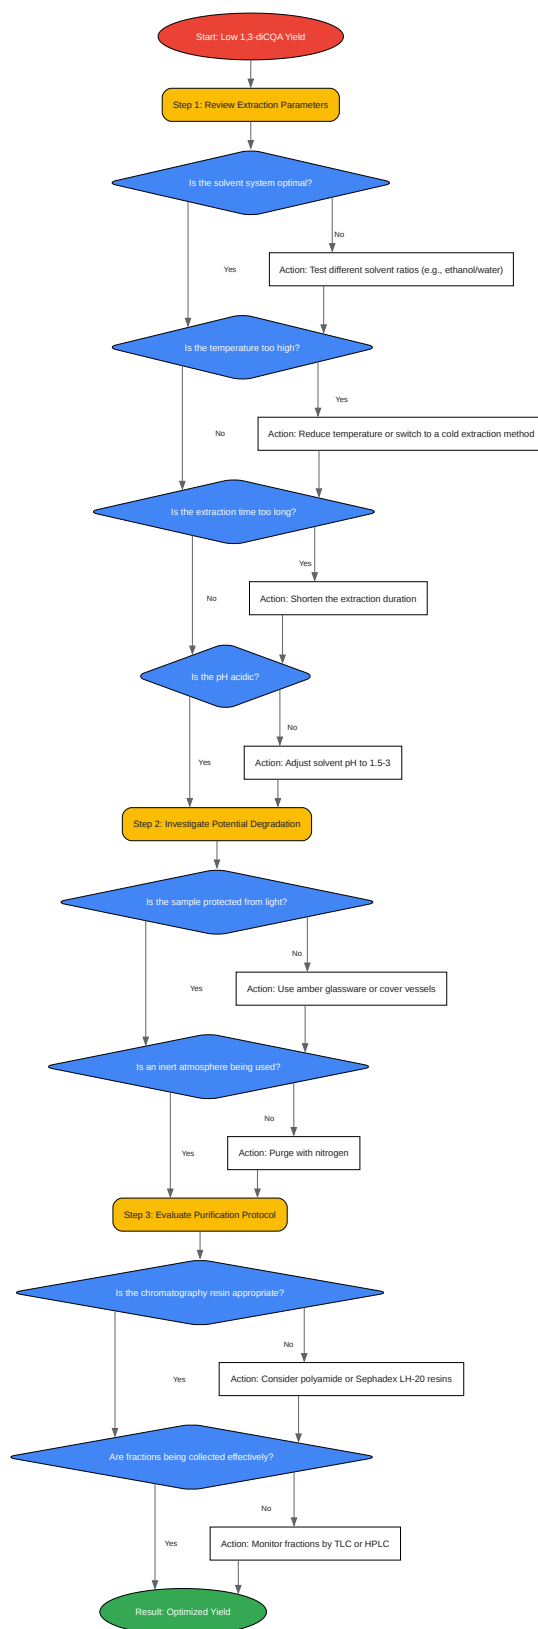 Start: Low 1,3-diCQA Yield
Step 1: Review Extraction Parameters
Is the solvent system optimal?
No
Yes
Action: Test different solvent ratios (e.g., ethanol/water)
Is the temperature too high?
Yes
No
Action: Reduce temperature or switch to a cold extraction method
Is the extraction time too long?
Yes
No
Action: Shorten the extraction duration
Is the pH acidic?
No
Yes
Action: Adjust solvent pH to 1.5-3
Step 2: Investigate Potential Degradation
Is the sample protected from light?
No
Yes
Action: Use amber glassware or cover vessels
Is an inert atmosphere being used?
No
Yes
Action: Purge with nitrogen
Step 3: Evaluate Purification Protocol
Is the chromatography resin appropriate?
No
Yes
Action: Consider polyamide or Sephadex LH-20 resins
Are fractions being collected effectively?
No
Yes
Action: Monitor fractions by TLC or HPLC
Result: Optimized Yield